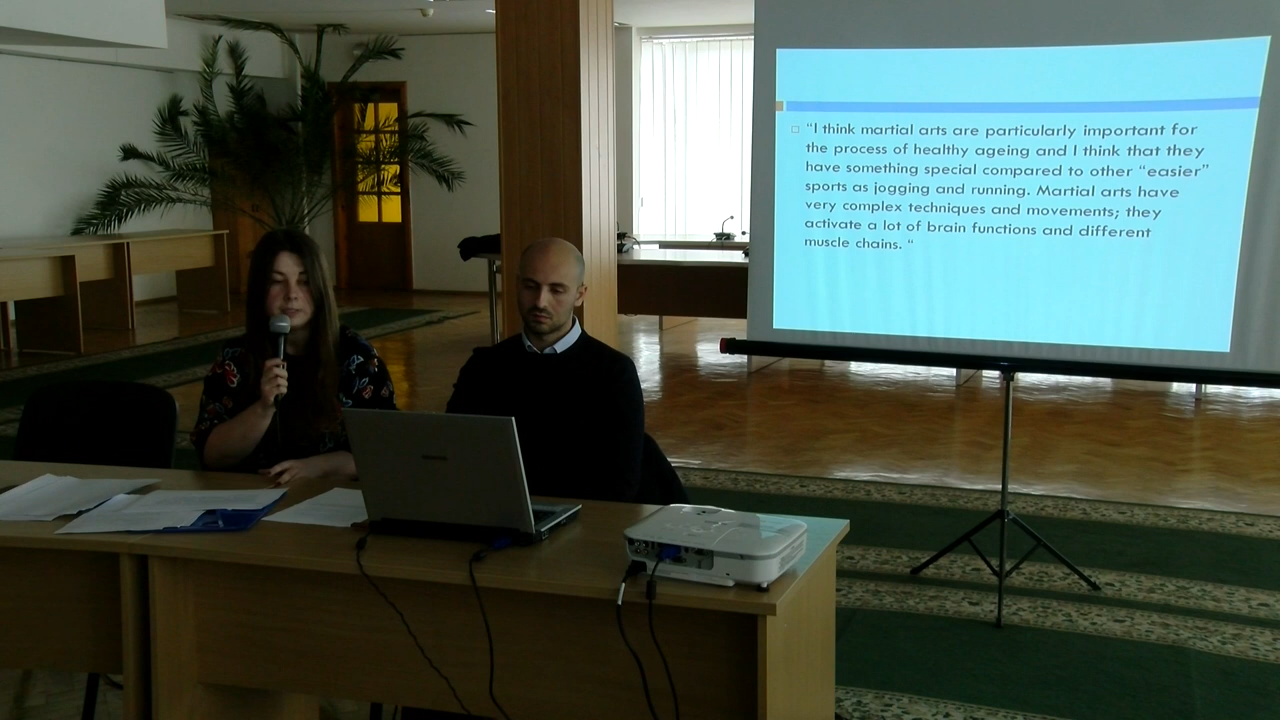 “I think martial arts are particularly important for
the process of healthy ageing and I think that they
have something special compared to other “easier”
sports as jogging and running. Martial arts have
very complex techniques and movements; they
activate a lot of brain functions and different
muscle chains. “